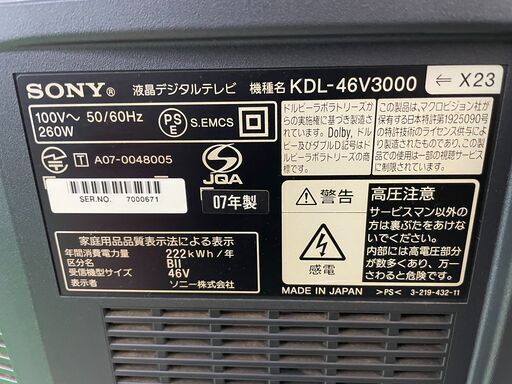 SONY® 液晶デジタルテレビ 機種名 KDL-46V3000 ⇐ X23
100V～ 50/60Hz
260W
PS
E
S.EMCS
T A07-0048005
JQA
SER.NO. 7000671
07年製
ドルビーラボラトリーズか
らの実施権に基づき製造さ
れています。Dolby、ドル
ビー及びダブルD記号はド
ルビーラボラトリーズの商
標です。
この製品は、マクロビジョン社が
保有する日本特許第1925090号
の特許技術のライセンス供与により
製造されたものであり、この製
品での使用は一部の視聴サービス
に制限されます。
家庭用品品質表示法による表示
年間消費電力量 222kWh/年
区分名 BII
受信機型サイズ 46V
表示者 ソニー株式会社
警告
感電
高圧注意
サービスマン以外の方
は裏ぶたをあけないで
ください。
内部には高電圧部分
が数多くあり、万一さ
わると危険です。
MADE IN JAPAN >PS< 3-219-432-11